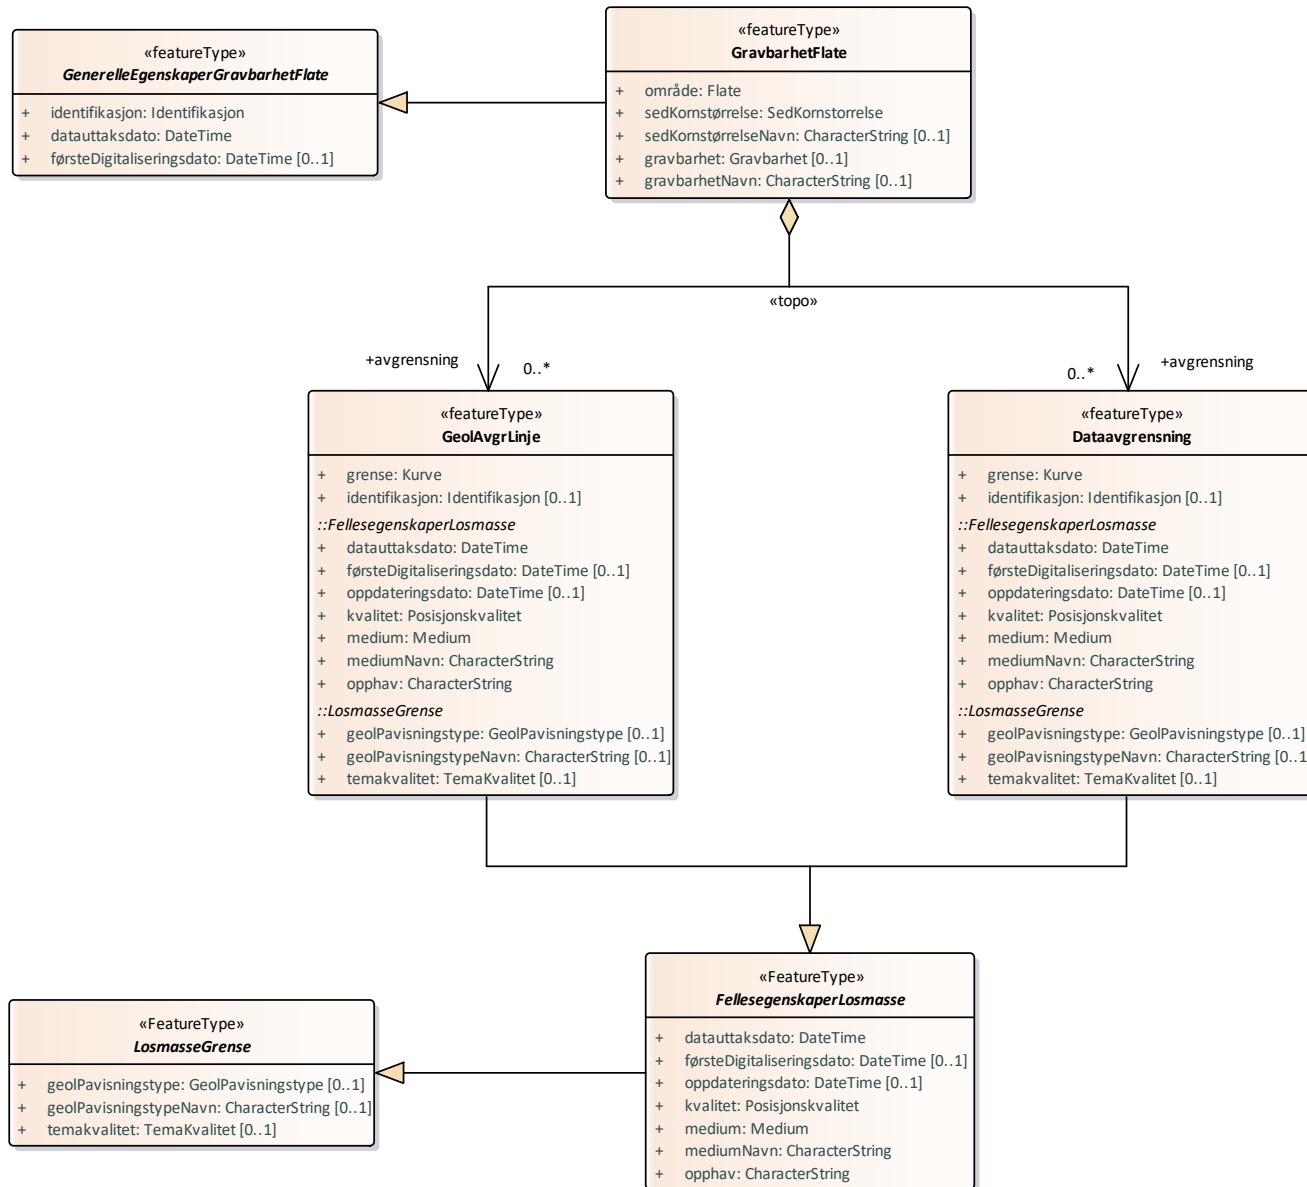 «featureType»
GenerelleEgenskaperGravbarhetFlate
+ identifikasjon: Identifikasjon
+ datauttaksdato: DateTime
+ førsteDigitaliseringsdato: DateTime [0..1]
«featureType»
GravbarhetFlate
+ område: Flate
+ sedKornstørrelse: SedKornstorrelse
+ sedKornstørrelseNavn: CharacterString [0..1]
+ gravbarhet: Gravbarhet [0..1]
+ gravbarhetNavn: CharacterString [0..1]
«topo»
+avgrensning
0..*
0..*
+avgrensning
«featureType»
GeolAvgrLinje
+ grense: Kurve
+ identifikasjon: Identifikasjon [0..1]
::FellesegenskaperLosmasse
+ datauttaksdato: DateTime
+ førsteDigitaliseringsdato: DateTime [0..1]
+ oppdateringsdato: DateTime [0..1]
+ kvalitet: Posisjonskvalitet
+ medium: Medium
+ mediumNavn: CharacterString
+ opphav: CharacterString
::LosmasseGrense
+ geolPavisningstype: GeolPavisningstype [0..1]
+ geolPavisningstypeNavn: CharacterString [0..1]
+ temakvalitet: TemaKvalitet [0..1]
«featureType»
Dataavgrensning
+ grense: Kurve
+ identifikasjon: Identifikasjon [0..1]
::FellesegenskaperLosmasse
+ datauttaksdato: DateTime
+ førsteDigitaliseringsdato: DateTime [0..1]
+ oppdateringsdato: DateTime [0..1]
+ kvalitet: Posisjonskvalitet
+ medium: Medium
+ mediumNavn: CharacterString
+ opphav: CharacterString
::LosmasseGrense
+ geolPavisningstype: GeolPavisningstype [0..1]
+ geolPavisningstypeNavn: CharacterString [0..1
+ temakvalitet: TemaKvalitet [0..1]
«FeatureType»
LosmasseGrense
+ geolPavisningstype: GeolPavisningstype [0..1]
+ geolPavisningstypeNavn: CharacterString [0..1]
+ temakvalitet: TemaKvalitet [0..1]
«FeatureType»
FellesegenskaperLosmasse
+ datauttaksdato: DateTime
+ førsteDigitaliseringsdato: DateTime [0..1]
+ oppdateringsdato: DateTime [0..1]
+ kvalitet: Posisjonskvalitet
+ medium: Medium
+ mediumNavn: CharacterString
+ opphav: CharacterString